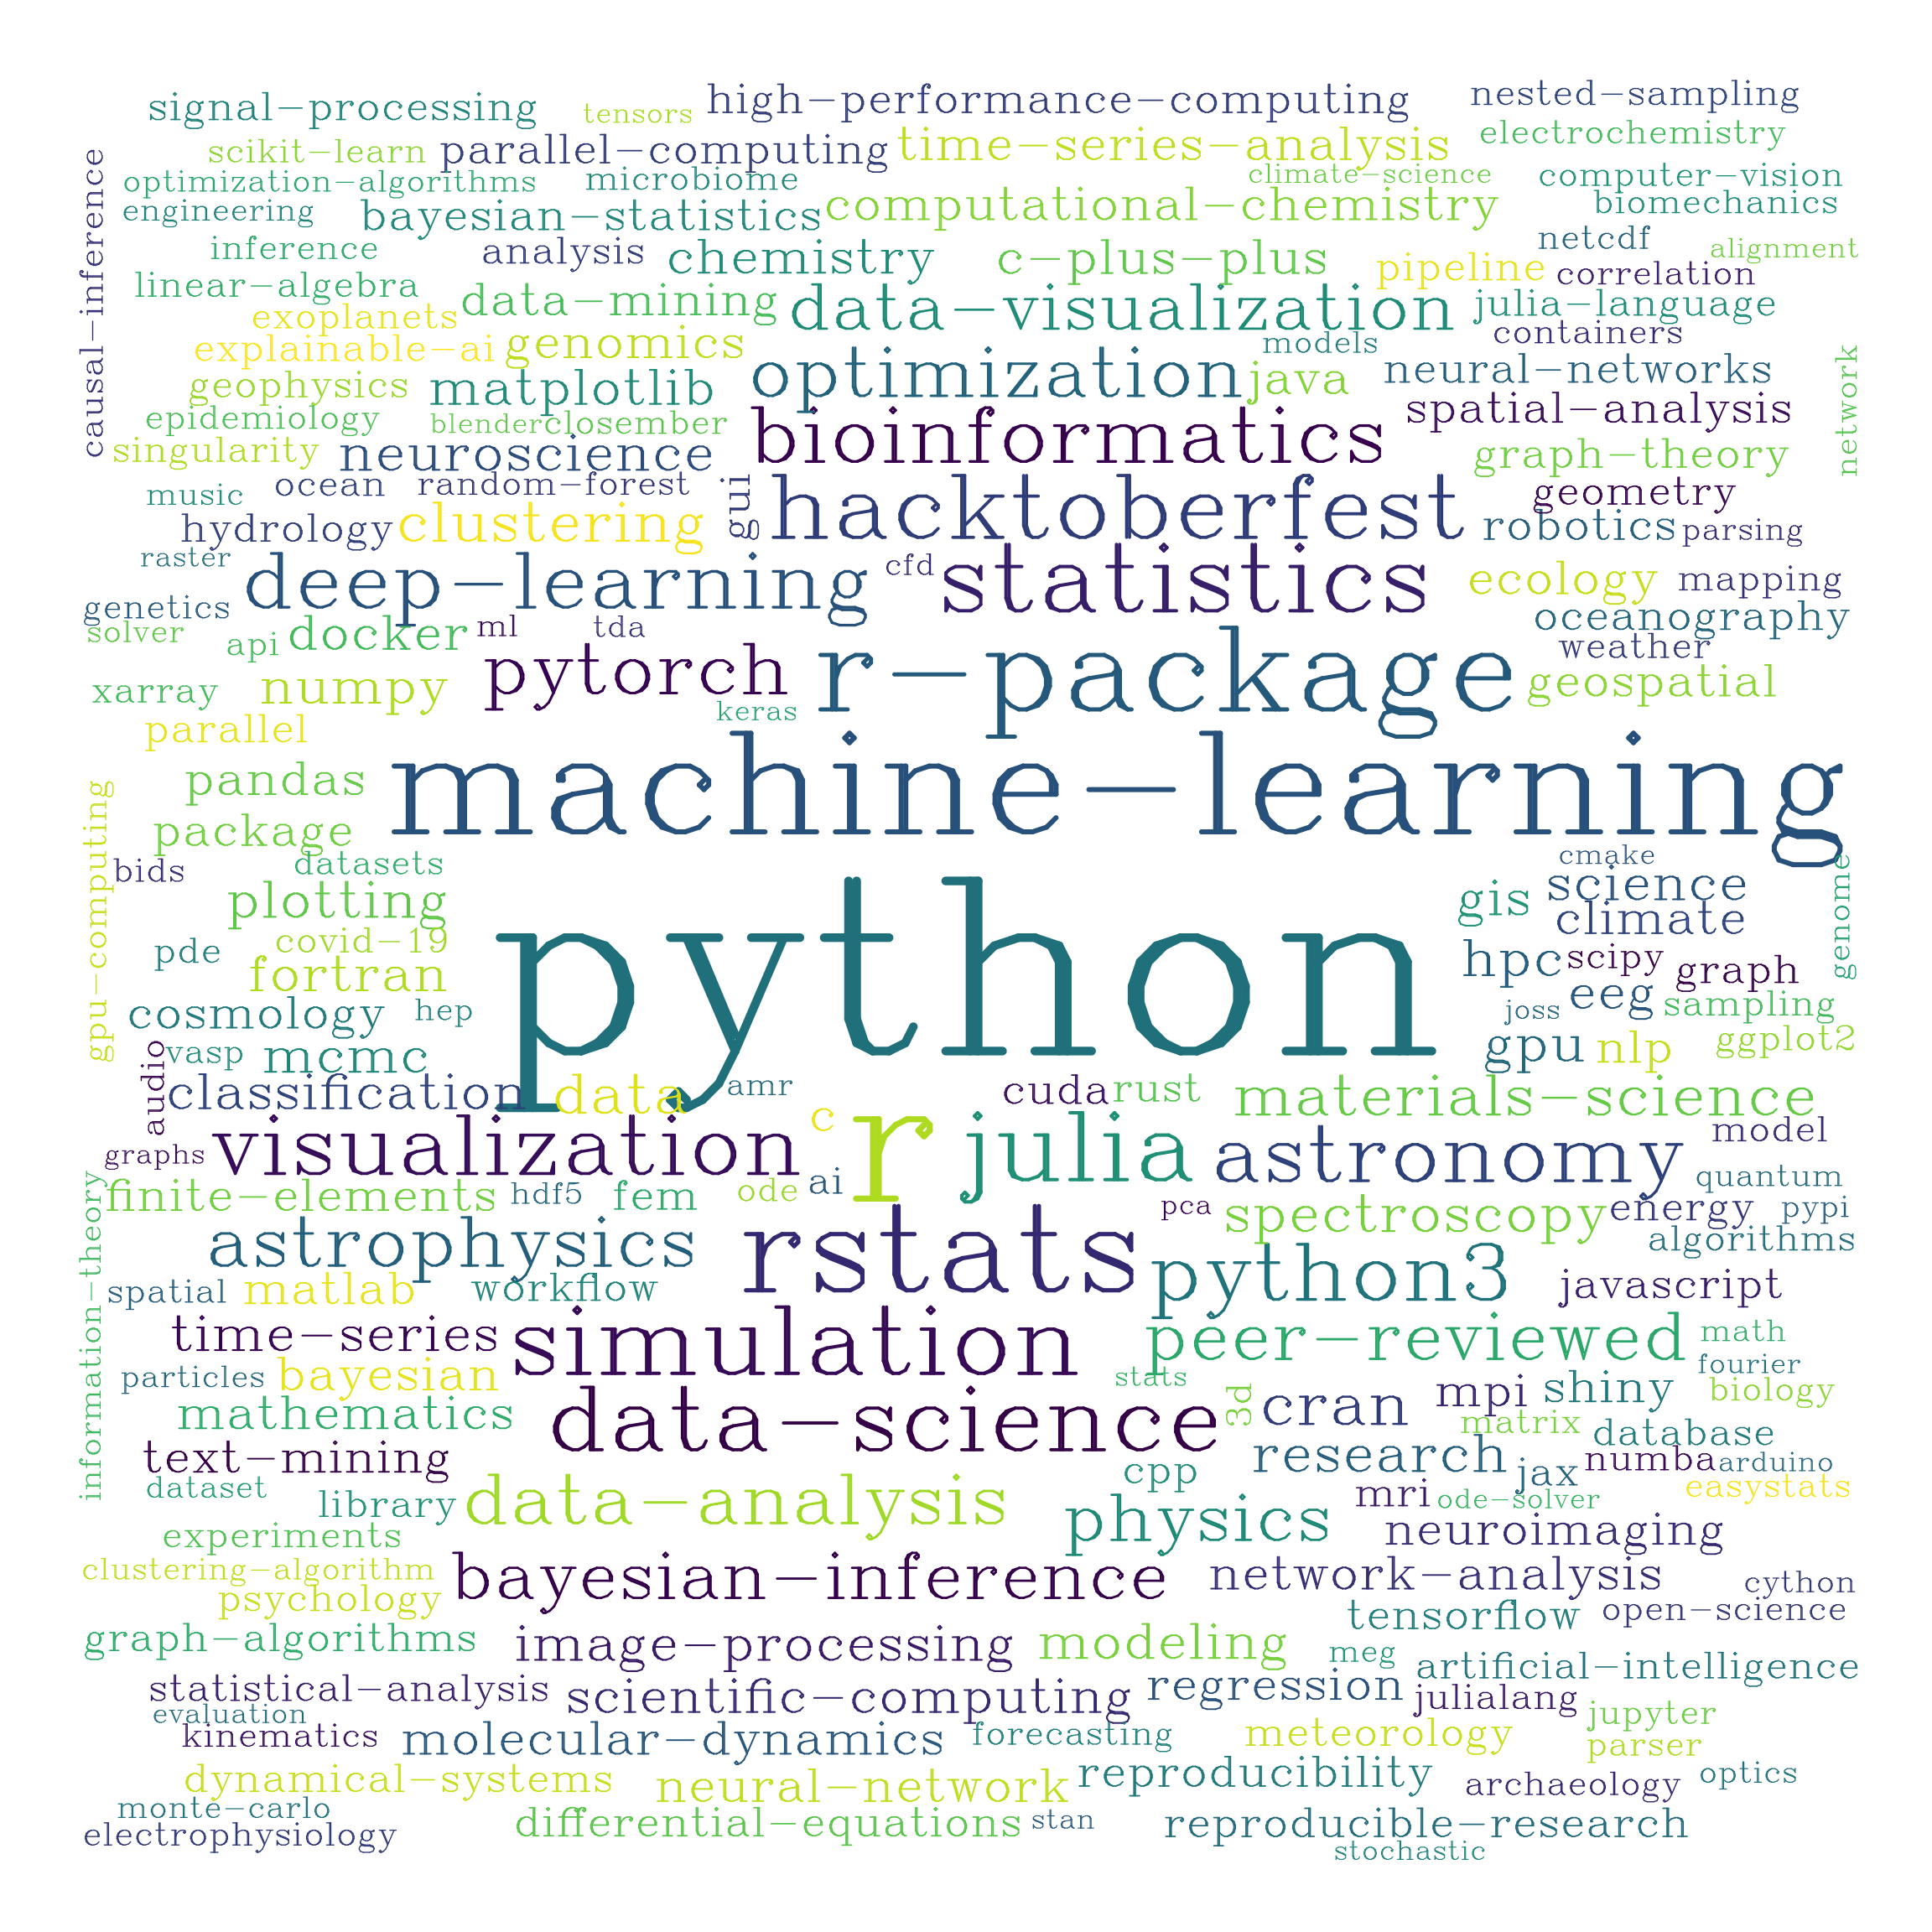 signal-processing
tensors
high-performance-computing
nested-sampling
scikit-learn
parallel-computing
time-series-analysis
electrochemistry
causal-inference
optimization-algorithms
microbiome
climate-science
computer-vision
engineering
bayesian-statistics
computational-chemistry
biomechanics
inference
analysis
chemistry
c-plus-plus
netcdf
alignment
pipeline
correlation
linear-algebra
data-mining
data-visualization
julia-language
exoplanets
containers
explainable-ai
genomics
models
network
geophysics
matplotlib
optimization
java
neural-networks
epidemiology
blender
closember
bioinformatics
spatial-analysis
singularity
neuroscience
graph-theory
music
ocean
random-forest
gui
hacktoberfest
geometry
hydrology
clustering
robotics
parsing
raster
deep-learning
cfd
statistics
ecology
mapping
genetics
oceanography
solver
api
docker
ml
tda
weather
xarray
numpy
pytorch
r-package
geospatial
keras
parallel
machine-learning
pandas
gpu-computing
package
bids
datasets
cmake
genome
plotting
python
gis
science
climate
pde
covid-19
fortran
hpc
scipy
graph
cosmology
hep
joss
eeg
sampling
audio
vasp
mcmc
gpu
nlp
ggplot2
classification
data
amr
cuda
rust
materials-science
c
r
julia
astronomy
model
graphs
visualization
ai
quantum
information-theory
finite-elements
hdf5
fem
ode
pca
spectroscopy
energy
pypi
astrophysics
rstats
python3
algorithms
spatial
matlab
workflow
javascript
time-series
simulation
peer-reviewed
math
particles
bayesian
stats
fourier
mathematics
data-science
3d
cran
mpi
shiny
biology
matrix
database
text-mining
research
numba
arduino
dataset
library
data-analysis
cpp
jax
easystats
mri
ode-solver
experiments
physics
neuroimaging
clustering-algorithm
bayesian-inference
network-analysis
cython
psychology
tensorflow
open-science
graph-algorithms
image-processing
modeling
meg
artificial-intelligence
statistical-analysis
scientific-computing
regression
julialang
evaluation
jupyter
kinematics
molecular-dynamics
forecasting
meteorology
parser
dynamical-systems
neural-network
reproducibility
archaeology
optics
monte-carlo
differential-equations
stan
reproducible-research
electrophysiology
stochastic